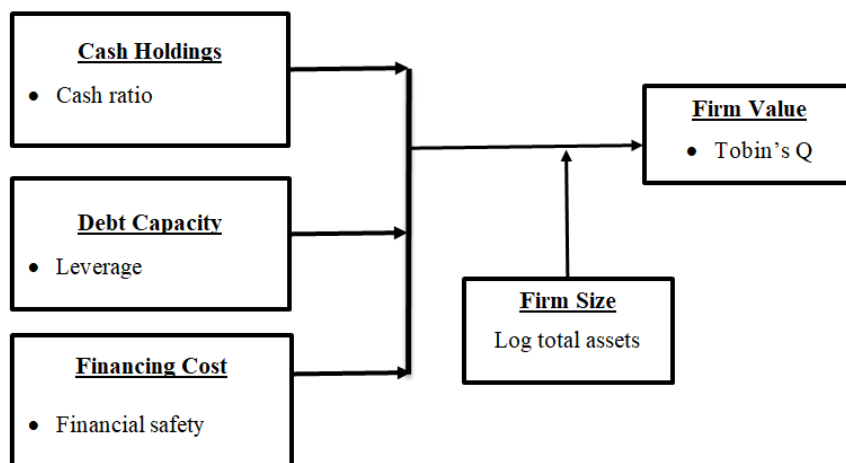 Cash Holdings
• Cash ratio
Debt Capacity
• Leverage
Financing Cost
• Financial safety
Firm Size
Log total assets
Firm Value
• Tobin’s Q